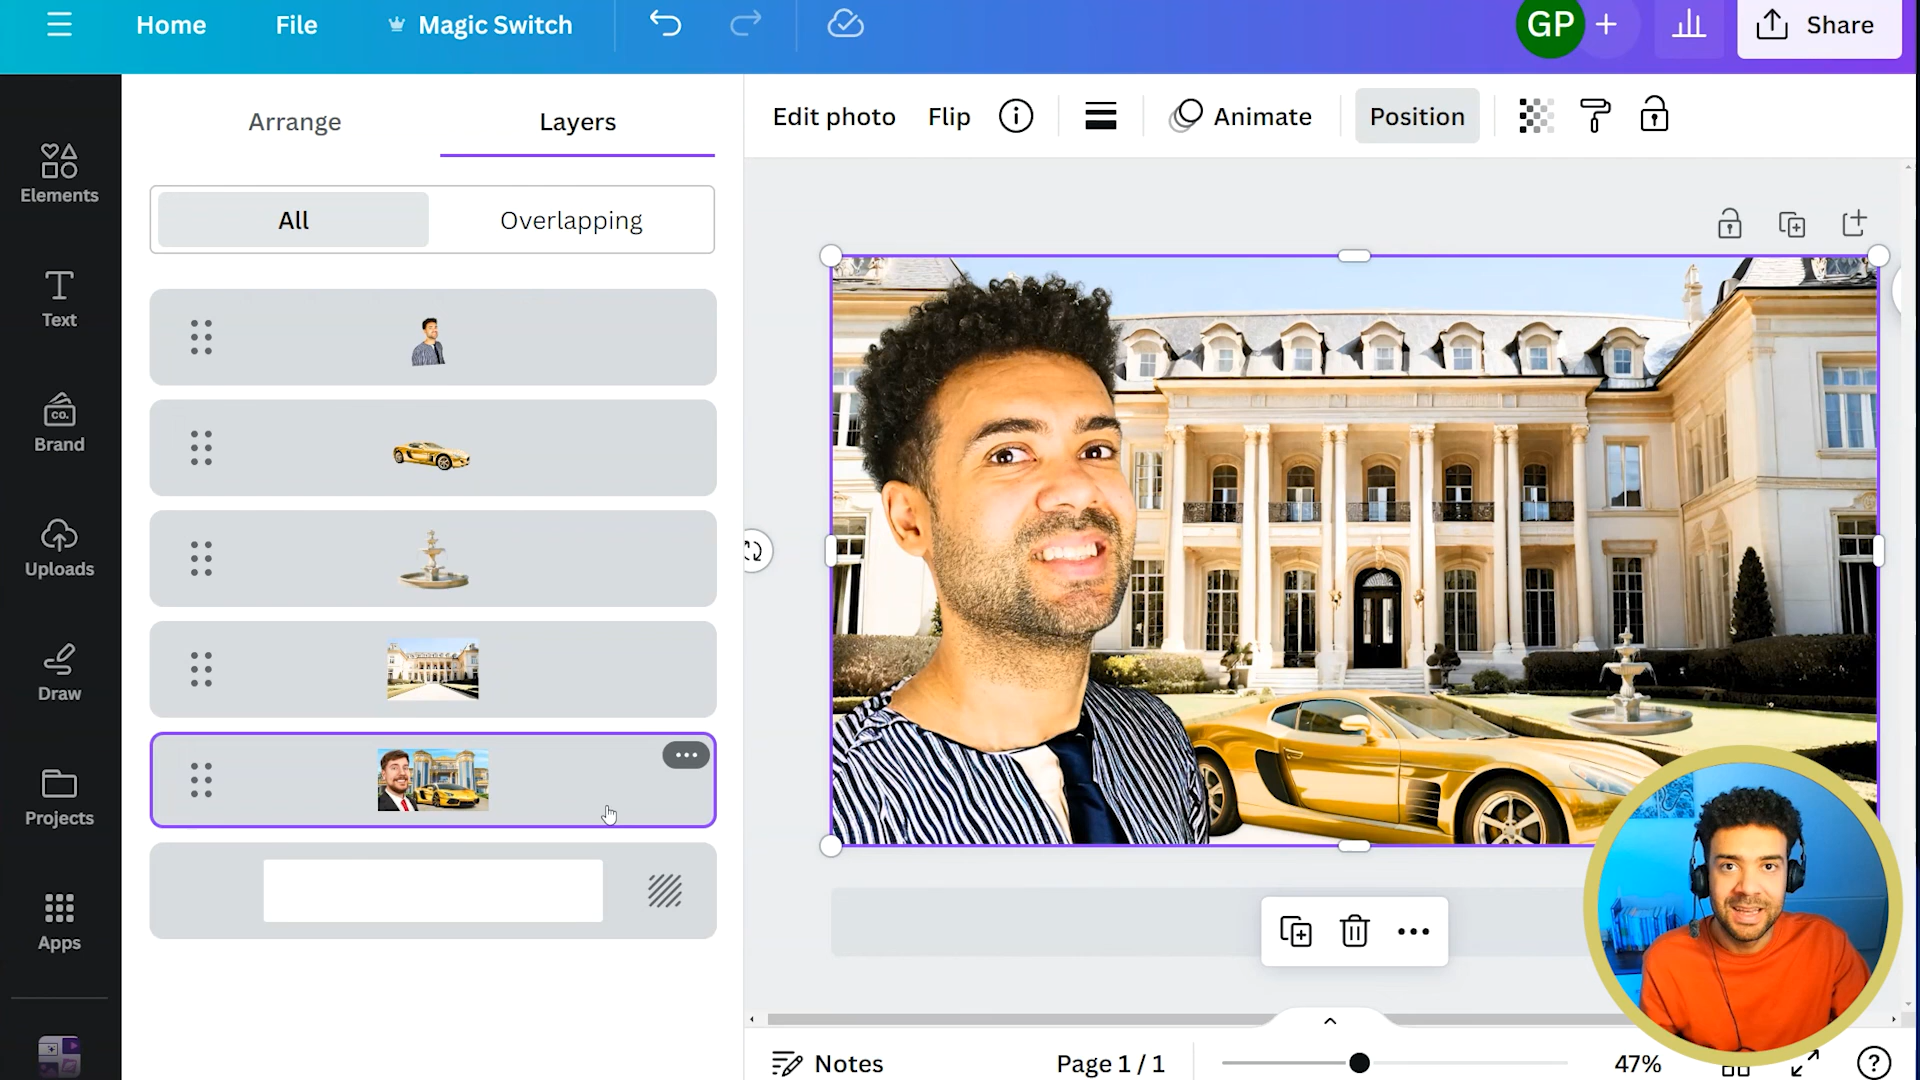 Home
File
Magic Switch
GP
Share
Elements
Text
CO.
Brand
Uploads
Draw
Projects
Apps
Arrange
Layers
All
Overlapping
Edit photo
Flip
Animate
Position
Notes
Page 1 / 1
47%